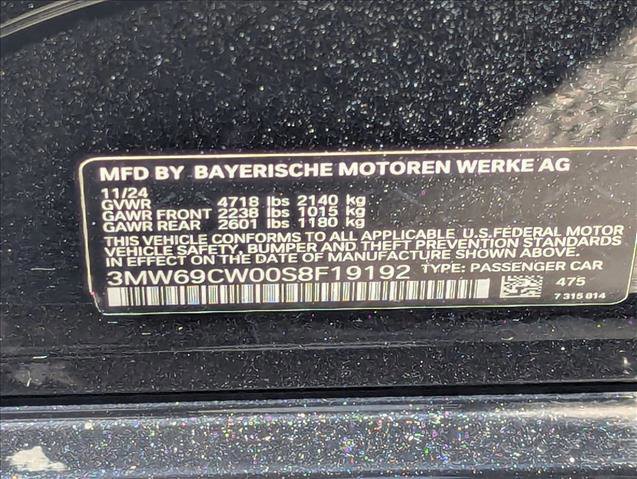 MFD BY BAYERISCHE MOTOREN WERKE AG
11/24
GVWR 4718 lbs 2140 kg
GAWR FRONT 2238 lbs 1015 kg
GAWR REAR 2601 lbs 1180 kg
THIS VEHICLE CONFORMS TO ALL APPLICABLE U.S.FEDERAL MOTOR
VEHICLE SAFETY, BUMPER AND THEFT PREVENTION STANDARDS
IN EFFECT ON THE DATE OF MANUFACTURE SHOWN ABOVE.
3MW69CW00S8F19192 TYPE: PASSENGER CAR
475
7 315 814